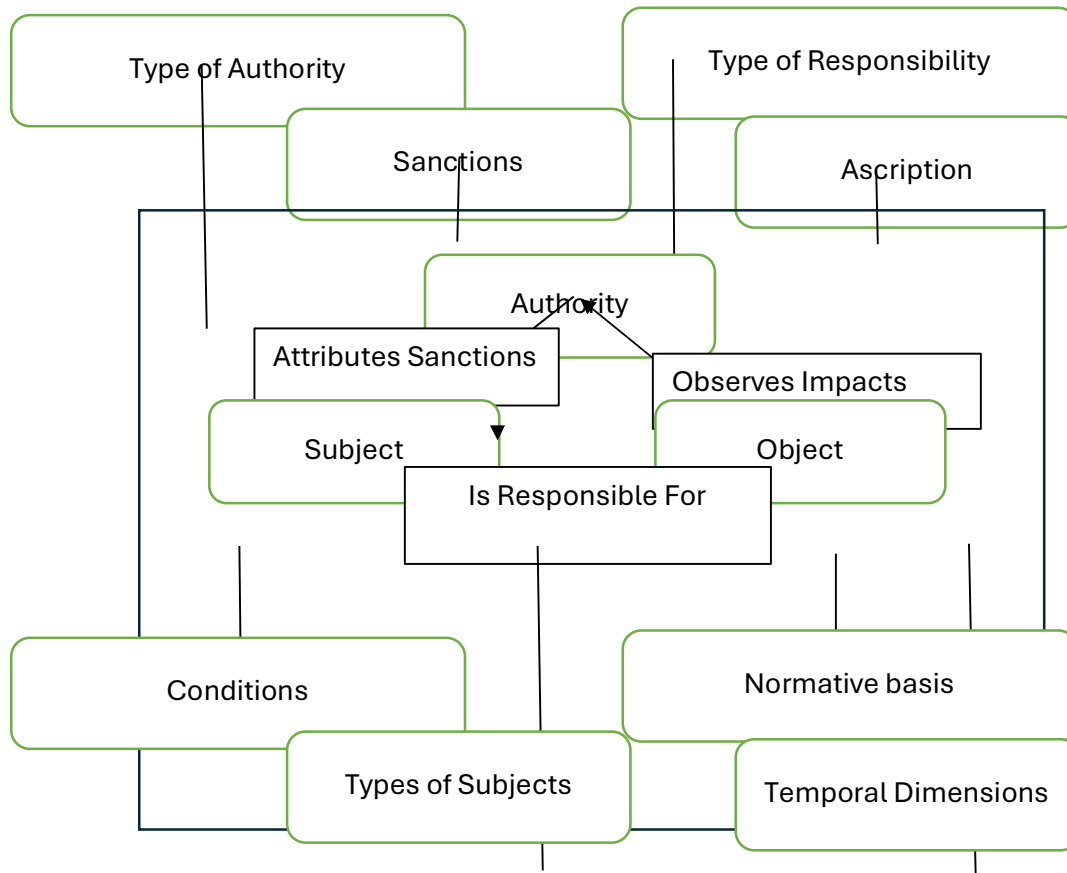 Type of Authority
Type of Responsibility
Sanctions
Ascription
Authority
Attributes Sanctions
Observes Impacts
Subject
Object
Is Responsible For
Conditions
Normative basis
Types of Subjects
Temporal Dimensions